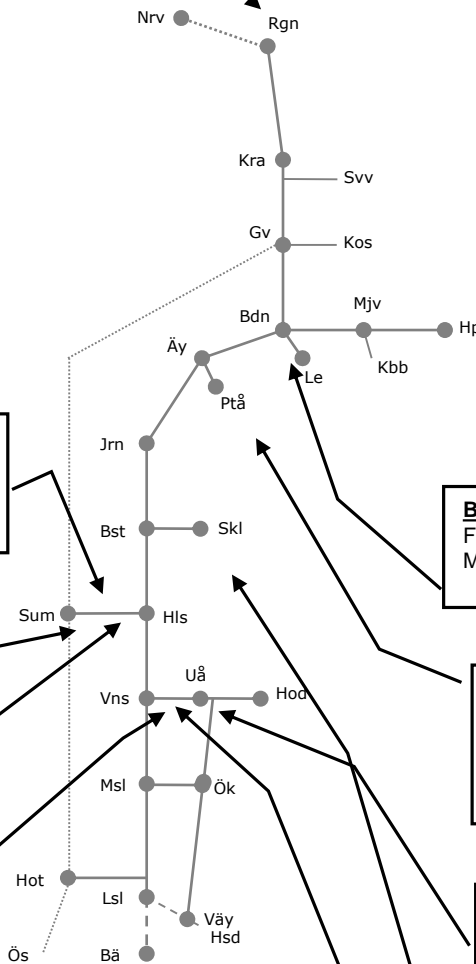 Nrv
Rgn
Kra
Svv
Gv
Kos
Bdn
Mjv
Äy
Le
Kbb
Ptå
Jrn
Bst
Skl
Sum
Hls
Uå
Vns
Hod
Msl
Ök
Hot
Lsl
Väy
Hsd
Ös
Bä